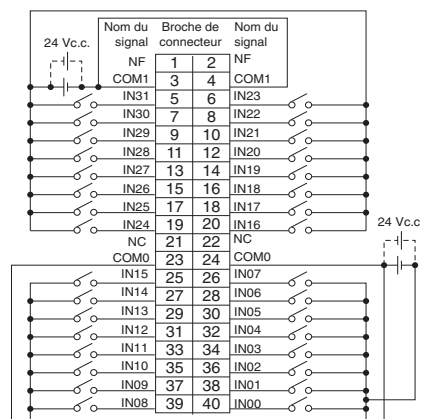 Nom du signal Broche de connecteur Nom du signal
24 Vc.c.
NF 1 2 NF
COM1 3 4 COM1
IN31 5 6 IN23
IN30 7 8 IN22
IN29 9 10 IN21
IN28 11 12 IN20
IN27 13 14 IN19
IN26 15 16 IN18
IN25 17 18 IN17
IN24 19 20 IN16
NC 21 22 NC
24 Vc.c
COM0 23 24 COM0
IN15 25 26 IN07
IN14 27 28 IN06
IN13 29 30 IN05
IN12 31 32 IN04
IN11 33 34 IN03
IN10 35 36 IN02
IN09 37 38 IN01
IN08 39 40 IN00